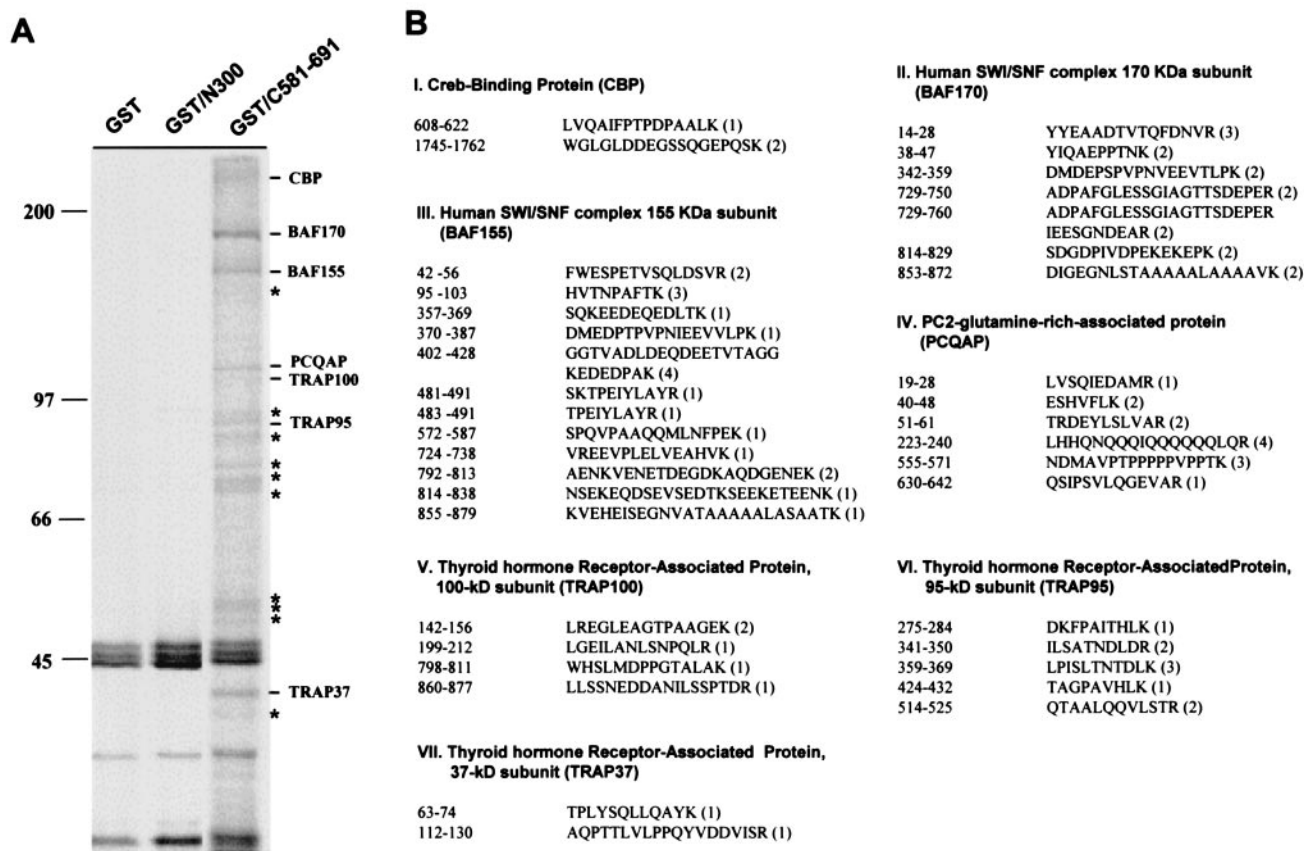 A
GST
GST/N300
GST/C581-691
200
97
66
45
CBP
BAF170
BAF155
*
PCQAP
TRAP100
*
TRAP95
*
*
*
*
*
*
*
TRAP37
*
B
I. Creb-Binding Protein (CBP)
608-622 LVQAIFPTPDPAALK (1)
1745-1762 WGLGLDDEGSSQGEPQSK (2)
II. Human SWI/SNF complex 170 KDa subunit
(BAF170)
14-28 YYEAADTVTQFDNVR (3)
38-47 YIQAEPPTNK (2)
342-359 DMDEPSPVPNVEEVTLPK (2)
729-750 ADPAFGLESSGIAGTTSDEPER (2)
729-760 ADPAFGLESSGIAGTTSDEPER
IEESGNDEAR (2)
814-829 SDGDPIVDPEKEKEPK (2)
853-872 DIGEGNLSTAAAAALAAAAVK (2)
III. Human SWI/SNF complex 155 KDa subunit
(BAF155)
42 -56 FWESPETVSQLDSVR (2)
95 -103 HVTNPAFTK (3)
357-369 SQKEEDEQEDLTK (1)
370 -387 DMEDPTPVPNIEEVVLPK (1)
402 -428 GGTVADLDEQDEETVTAGG
KEDEDPAK (4)
481-491 SKTPEIYLAYR (1)
483 -491 TPEIYLAYR (1)
572 -587 SPQVPAAQQMLNFPEK (1)
724 -738 VREEVPLELVEAHVK (1)
792 -813 AENKVENETDEGDKAQDGENEK (2)
814 -838 NSEKEQDSEVSEDTKSEEKETEENK (1)
855 -879 KVEHEISEGNVATAAAAALASAATK (1)
IV. PC2-glutamine-rich-associated protein
(PCQAP)
19-28 LVSQIEDAMR (1)
40-48 ESHVFLK (2)
51-61 TRDEYLSLVAR (2)
223-240 LHHQNQQQIQQQQQQLQR (4)
555-571 NDMAVPTPPPPPVPPTK (3)
630-642 QSIPSVLQGEVAR (1)
V. Thyroid hormone Receptor-Associated Protein,
100-kD subunit (TRAP100)
142-156 LREGLEAGTPAAGEK (2)
199-212 LGEILANLSNPQLR (1)
798-811 WHSLMDPPGTALAK (1)
860-877 LLSSNEDDANILSSPTDR (1)
VI. Thyroid hormone Receptor-AssociatedProtein,
95-kD subunit (TRAP95)
275-284 DKFPAITHLK (1)
341-350 ILSATNDLDR (2)
359-369 LPISLTNTDLK (3)
424-432 TAGPAVHLK (1)
514-525 QTAALQQVLSTR (2)
VII. Thyroid hormone Receptor-Associated Protein,
37-kD subunit (TRAP37)
63-74 TPLYSQLLQAYK (1)
112-130 AQPTTLVLPPQYVDDVISR (1)